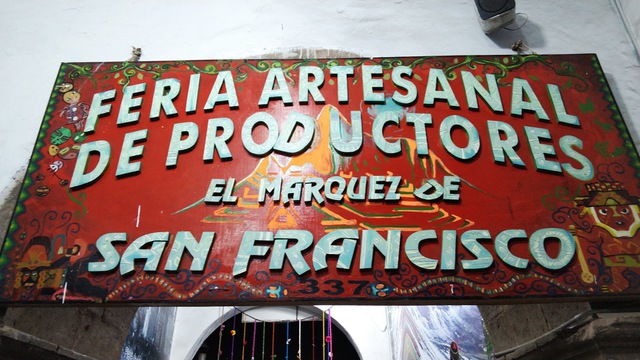 FERIA ARTESANAL
DE PRODUCTORES
EL MARQUEZ DE
SAN FRANCISCO
337